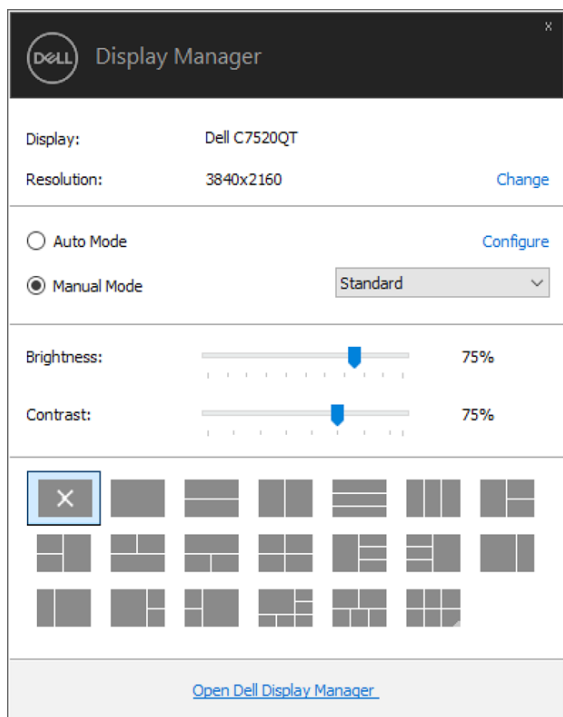 x
DELL Display Manager
Display: Dell C7520QT
Resolution: 3840x2160 Change
Auto Mode Configure
Manual Mode Standard
Brightness: 75%
Contrast: 75%
Open Dell Display Manager